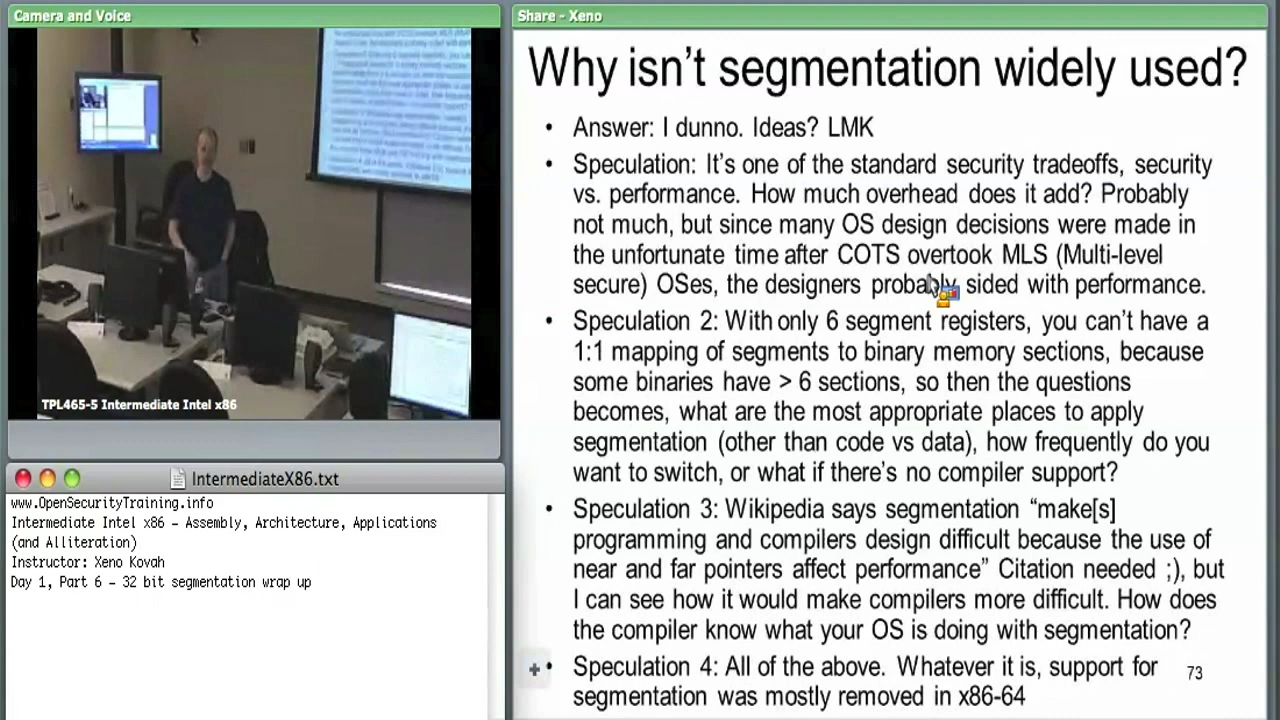 Camera and Voice
TPL465-5 Intermediate Intel x86
IntermediateX86.txt
www.OpenSecurityTraining.info
Intermediate Intel x86 – Assembly, Architecture, Applications
(and Alliteration)
Instructor: Xeno Kovah
Day 1, Part 6 – 32 bit segmentation wrap up
Share - Xeno
Why isn't segmentation widely used?
• Answer: I dunno. Ideas? LMK
• Speculation: It's one of the standard security tradeoffs, security
vs. performance. How much overhead does it add? Probably
not much, but since many OS design decisions were made in
the unfortunate time after COTS overtook MLS (Multi-level
secure) OSes, the designers probably sided with performance.
• Speculation 2: With only 6 segment registers, you can't have a
1:1 mapping of segments to binary memory sections, because
some binaries have > 6 sections, so then the questions
becomes, what are the most appropriate places to apply
segmentation (other than code vs data), how frequently do you
want to switch, or what if there's no compiler support?
• Speculation 3: Wikipedia says segmentation “make[s]
programming and compilers design difficult because the use of
near and far pointers affect performance” Citation needed ;), but
I can see how it would make compilers more difficult. How does
the compiler know what your OS is doing with segmentation?
• Speculation 4: All of the above. Whatever it is, support for
segmentation was mostly removed in x86-64
73